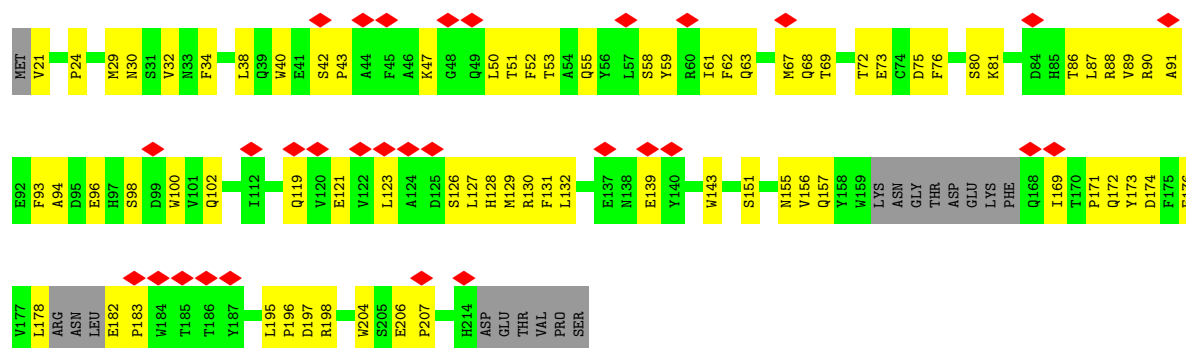 MET V21 P24 M29 N30 S31 V32 N33 F34 L38 Q39 W40 E41 S42 P43 A44 F45 A46 K47 G48 Q49 L50 T51 F52 T53 A54 Q55 Y56 L57 S58 Y59 R60 I61 F62 Q63 M67 Q68 T69 T72 E73 C74 D75 F76 S80 K81 D84 H85 T86 L87 R88 V89 R90 A91
E92 F93 A94 D95 E96 H97 S98 D99 W100 V101 Q102 I112 Q119 V120 E121 V122 L123 A124 D125 S126 L127 H128 M129 R130 F131 L132 E137 N138 E139 Y140 W143 S151 N155 V156 Q157 Y158 W159 LYS ASN GLY THR ASP GLU LYS PHE Q168 I169 T170 P171 Q172 Y173 D174 F175
V177 L178 ARG ASN LEU E182 P183 W184 T185 T186 Y187 L195 P196 D197 R198 W204 S205 E206 P207 H214 ASP GLU THR VAL PRO SER